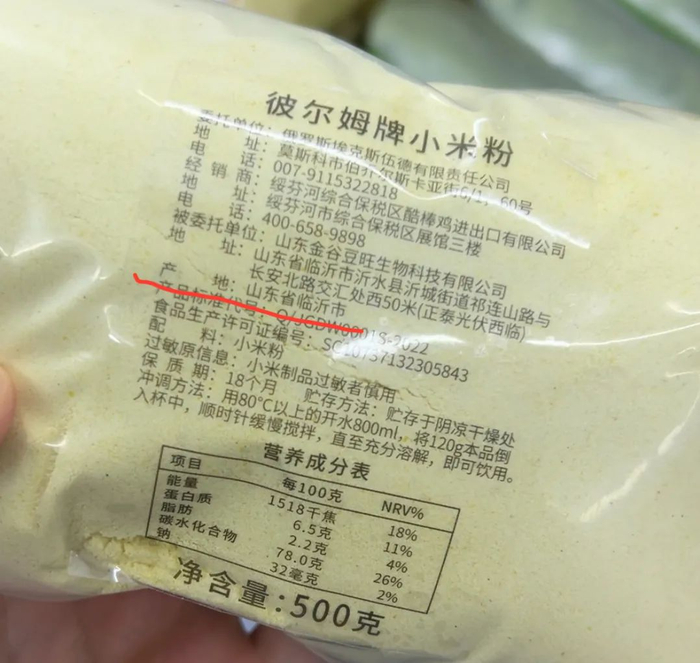 彼尔姆牌小米粉
委托单位：俄罗斯埃克斯伍德有限责任公司
地 址：莫斯科市伯乔尔斯卡亚街6/1，60号
电 话：007-9115322818
经 销 商：绥芬河综合保税区酷棒鸡进出口有限公司
地 址：绥芬河市综合保税区展馆三楼
电 话：400-658-9898
被委托单位：山东金谷豆旺生物科技有限公司
地 址：山东省临沂市沂水县沂城街道祁连山路与
长安北路交汇处西50米(正泰光伏西临)
产 地：山东省临沂市
产品标准代号：Q/JGDW0001S-2022
食品生产许可证编号：SC10737132305843
配 料：小米粉
过敏原信息：小米制品过敏者慎用
保 质 期：18个月 贮存方法：贮存于阴凉干燥处
冲调方法：用80℃以上的开水800ml，将120g本品倒
入杯中，顺时针缓慢搅拌，直至充分溶解，即可饮用。
营养成分表
项目 每100克 NRV%
能量 1518千焦 18%
蛋白质 6.5克 11%
脂肪 2.2克 4%
碳水化合物 78.0克 26%
钠 32毫克 2%
净含量:500克